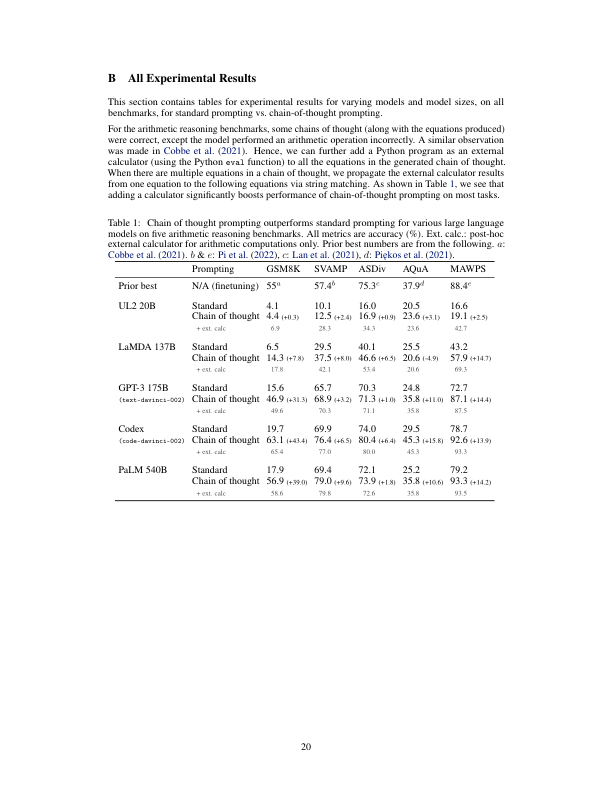 B All Experimental Results
This section contains tables for experimental results for varying models and model sizes, on all
benchmarks, for standard prompting vs. chain-of-thought prompting.
For the arithmetic reasoning benchmarks, some chains of thought (along with the equations produced)
were correct, except the model performed an arithmetic operation incorrectly. A similar observation
was made in Cobbe et al. (2021). Hence, we can further add a Python program as an external
calculator (using the Python eval function) to all the equations in the generated chain of thought.
When there are multiple equations in a chain of thought, we propagate the external calculator results
from one equation to the following equations via string matching. As shown in Table 1, we see that
adding a calculator significantly boosts performance of chain-of-thought prompting on most tasks.
Table 1: Chain of thought prompting outperforms standard prompting for various large language
models on five arithmetic reasoning benchmarks. All metrics are accuracy (%). Ext. calc.: post-hoc
external calculator for arithmetic computations only. Prior best numbers are from the following. a:
Cobbe et al. (2021). b & e: Pi et al. (2022), c: Lan et al. (2021), d: Piękos et al. (2021).
Prompting GSM8K SVAMP ASDiv AQuA MAWPS
Prior best N/A (finetuning) 55a 57.4b 75.3c 37.9d 88.4e
UL2 20B Standard 4.1 10.1 16.0 20.5 16.6
Chain of thought 4.4 (+0.3) 12.5 (+2.4) 16.9 (+0.9) 23.6 (+3.1) 19.1 (+2.5)
+ ext. calc 6.9 28.3 34.3 23.6 42.7
LaMDA 137B Standard 6.5 29.5 40.1 25.5 43.2
Chain of thought 14.3 (+7.8) 37.5 (+8.0) 46.6 (+6.5) 20.6 (-4.9) 57.9 (+14.7)
+ ext. calc 17.8 42.1 53.4 20.6 69.3
GPT-3 175B Standard 15.6 65.7 70.3 24.8 72.7
(text-davinci-002) Chain of thought 46.9 (+31.3) 68.9 (+3.2) 71.3 (+1.0) 35.8 (+11.0) 87.1 (+14.4)
+ ext. calc 49.6 70.3 71.1 35.8 87.5
Codex Standard 19.7 69.9 74.0 29.5 78.7
(code-davinci-002) Chain of thought 63.1 (+43.4) 76.4 (+6.5) 80.4 (+6.4) 45.3 (+15.8) 92.6 (+13.9)
+ ext. calc 65.4 77.0 80.0 45.3 93.3
PaLM 540B Standard 17.9 69.4 72.1 25.2 79.2
Chain of thought 56.9 (+39.0) 79.0 (+9.6) 73.9 (+1.8) 35.8 (+10.6) 93.3 (+14.2)
+ ext. calc 58.6 79.8 72.6 35.8 93.5
20